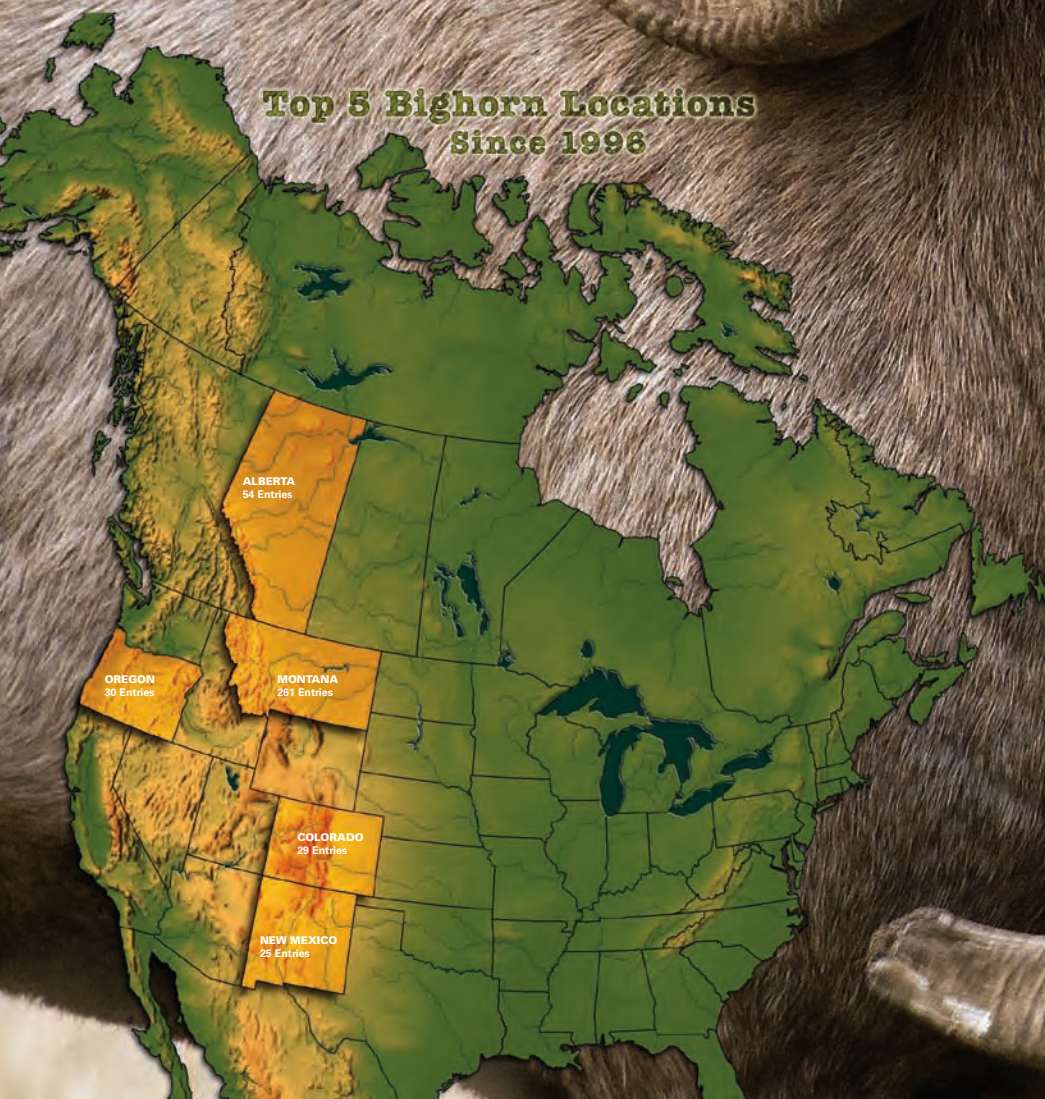 Top 5 Bighorn Locations
Since 1996
ALBERTA
54 Entries
OREGON
30 Entries
MONTANA
261 Entries
COLORADO
29 Entries
NEW MEXICO
25 Entries